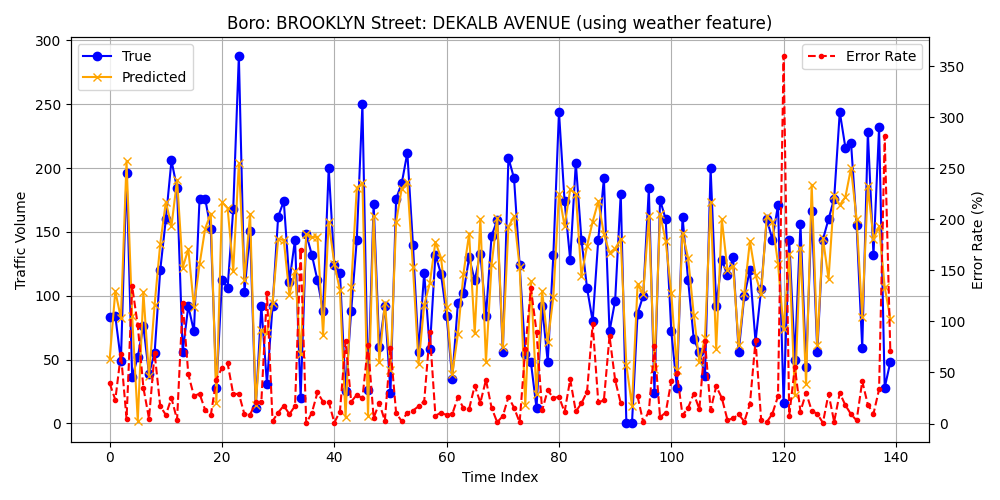 Boro: BROOKLYN Street: DEKALB AVENUE (using weather feature)
True
Predicted
Error Rate
300
250
200
150
100
50
0
Traffic Volume
350
300
250
200
150
100
50
0
Error Rate (%)
0 20 40 60 80 100 120 140
Time Index